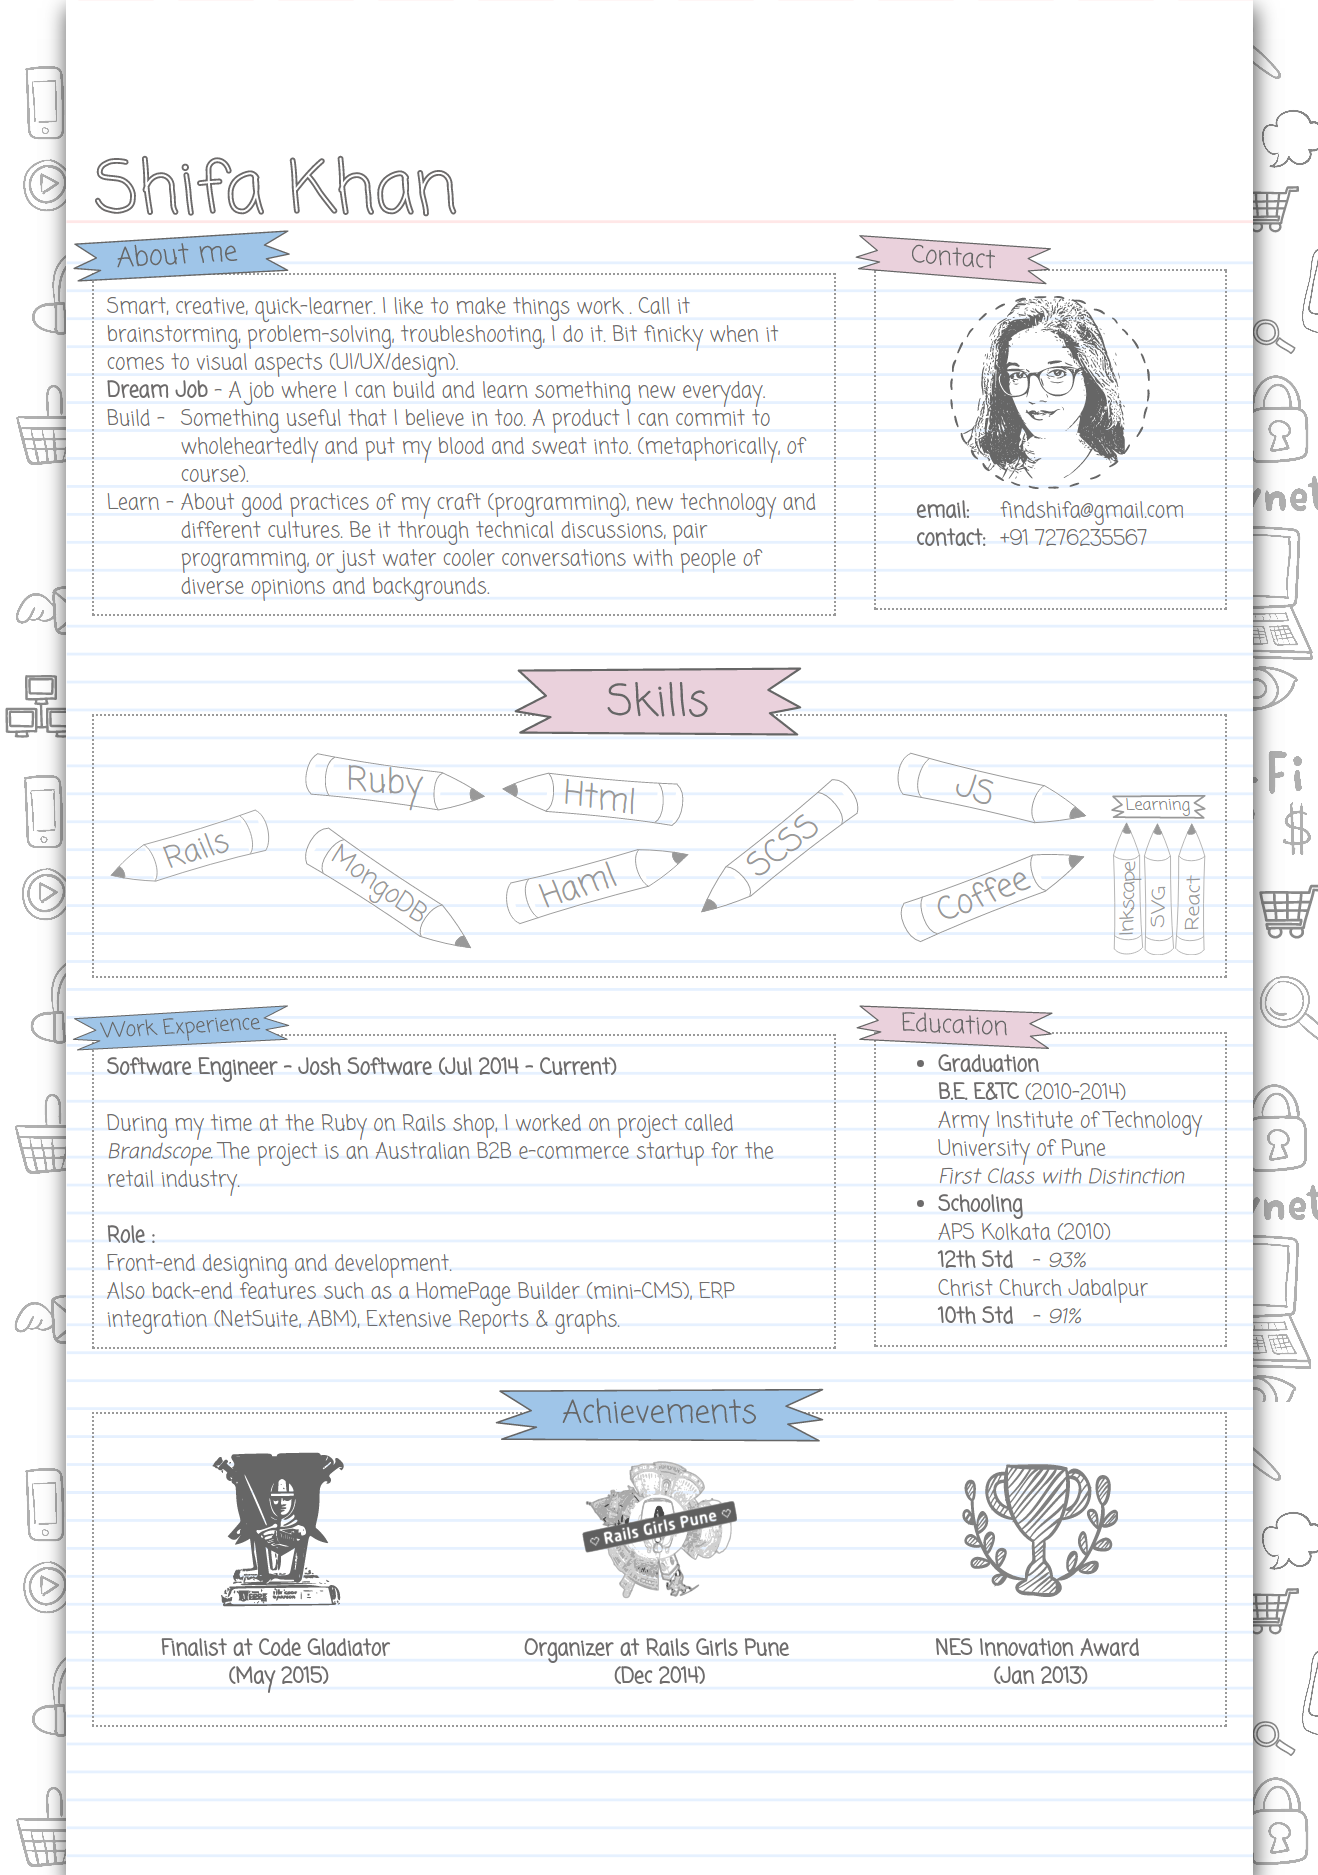 Shifa Khan
About me
Smart, creative, quick-learner. I like to make things work . Call it
brainstorming, problem-solving, troubleshooting, I do it. Bit finicky when it
comes to visual aspects (UI/UX/design).
Dream Job - A job where I can build and learn something new everyday.
Build - Something useful that I believe in too. A product I can commit to
wholeheartedly and put my blood and sweat into. (metaphorically, of
course).
Learn - About good practices of my craft (programming), new technology and
different cultures. Be it through technical discussions, pair
programming, or just water cooler conversations with people of
diverse opinions and backgrounds.
Contact
email: findshifa@gmail.com
contact: +91 7276235567
Skills
Rails
Ruby
MongoDB
Html
Haml
SCSS
JS
Coffee
Learning
Inkscape
SVG
React
Work Experience
Software Engineer - Josh Software (Jul 2014 - Current)
During my time at the Ruby on Rails shop, I worked on project called
Brandscope. The project is an Australian B2B e-commerce startup for the
retail industry.
Role :
Front-end designing and development.
Also back-end features such as a HomePage Builder (mini-CMS), ERP
integration (NetSuite, ABM), Extensive Reports & graphs.
Education
• Graduation
B.E. E&TC (2010-2014)
Army Institute of Technology
University of Pune
First Class with Distinction
• Schooling
APS Kolkata (2010)
12th Std - 93%
Christ Church Jabalpur
10th Std - 91%
Achievements
Rails Girls Pune
Finalist at Code Gladiator
(May 2015)
Organizer at Rails Girls Pune
(Dec 2014)
NES Innovation Award
(Jan 2013)
ynet
Fi
$
ynet